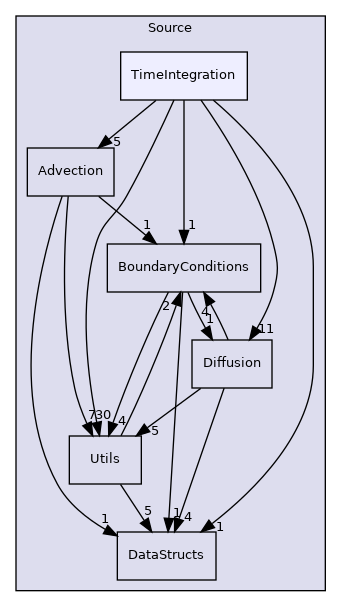 Source
TimeIntegration
5
Advection
1
1
BoundaryConditions
2
4
1
11
Diffusion
730
4
5
Utils
5
1
1
4
1
DataStructs